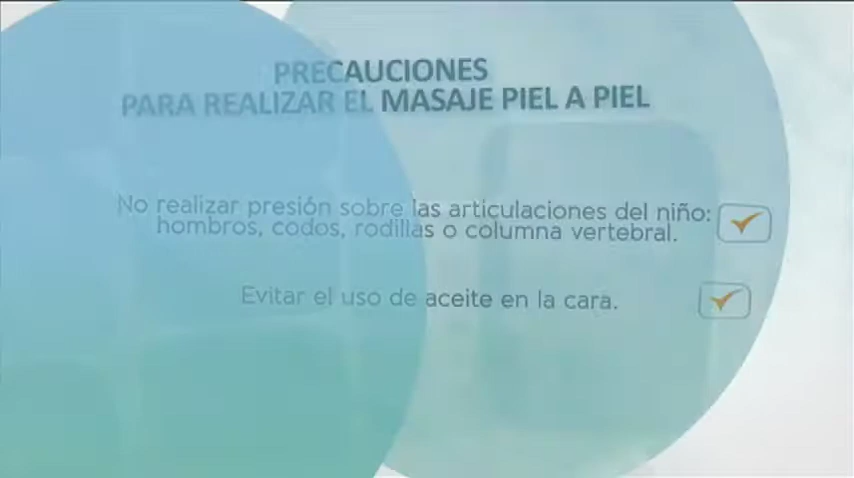 PRECAUCIONES
PARA REALIZAR EL MASAJE PIEL A PIEL
No realizar presión sobre las articulaciones del niño:
hombros, codos, rodillas o columna vertebral.
Evitar el uso de aceite en la cara.